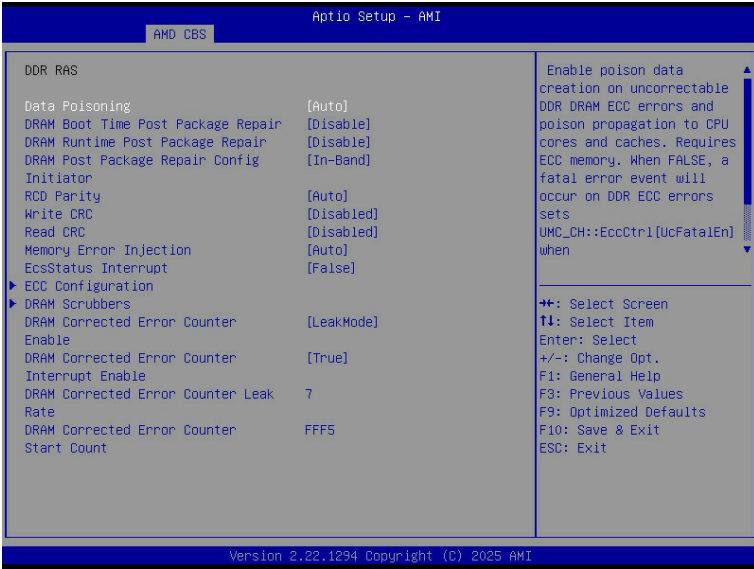 Aptio Setup – AMI
AMD CBS
DDR RAS
Data Poisoning [Auto]
DRAM Boot Time Post Package Repair [Disable]
DRAM Runtime Post Package Repair [Disable]
DRAM Post Package Repair Config [In-Band]
Initiator
RCD Parity [Auto]
Write CRC [Disabled]
Read CRC [Disabled]
Memory Error Injection [Auto]
EcsStatus Interrupt [False]
ECC Configuration
DRAM Scrubbers
DRAM Corrected Error Counter [LeakMode]
Enable
DRAM Corrected Error Counter [True]
Interrupt Enable
DRAM Corrected Error Counter Leak 7
Rate
DRAM Corrected Error Counter FFF5
Start Count
Enable poison data
creation on uncorrectable
DDR DRAM ECC errors and
poison propagation to CPU
cores and caches. Requires
ECC memory. When FALSE, a
fatal error event will
occur on DDR ECC errors
sets
UMC_CH::EccCtrl[UcFatalEn]
when
→←: Select Screen
↑↓: Select Item
Enter: Select
+/-: Change Opt.
F1: General Help
F3: Previous Values
F9: Optimized Defaults
F10: Save & Exit
ESC: Exit
Version 2.22.1294 Copyright (C) 2025 AMI